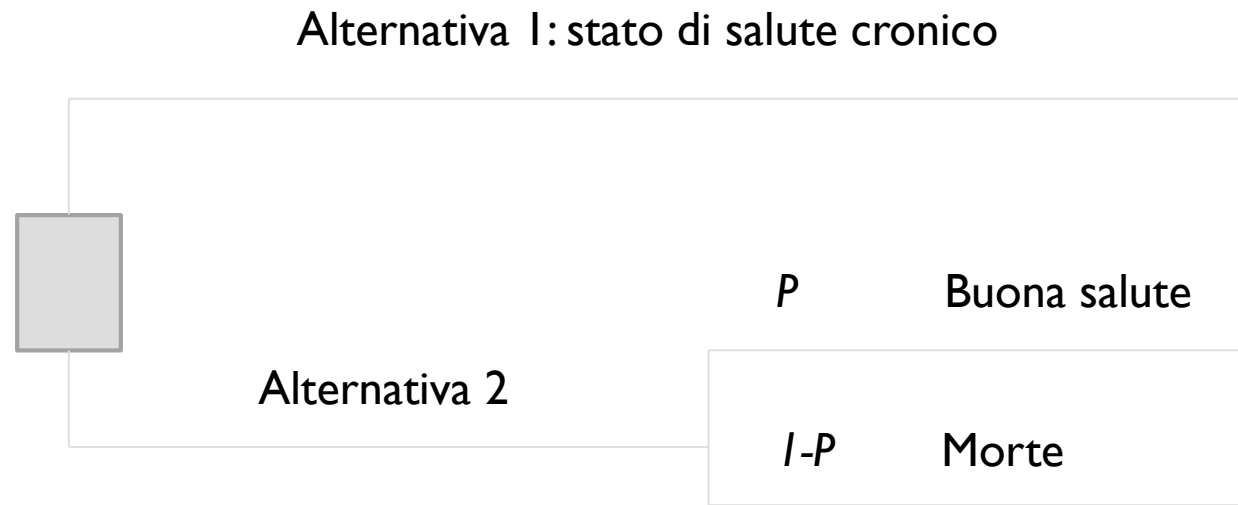 Alternativa 1: stato di salute cronico
P Buona salute
Alternativa 2
1-P Morte